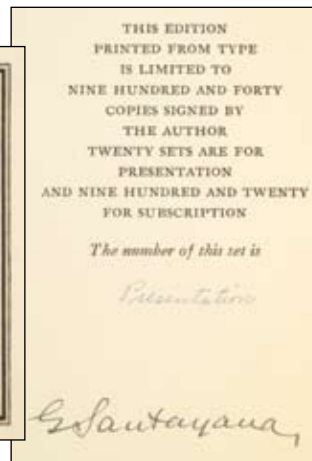 THIS EDITION
PRINTED FROM TYPE
IS LIMITED TO
NINE HUNDRED AND FORTY
COPIES SIGNED BY
THE AUTHOR
TWENTY SETS ARE FOR
PRESENTATION
AND NINE HUNDRED AND TWENTY
FOR SUBSCRIPTION
The number of this set is
Presentation
G Santayana